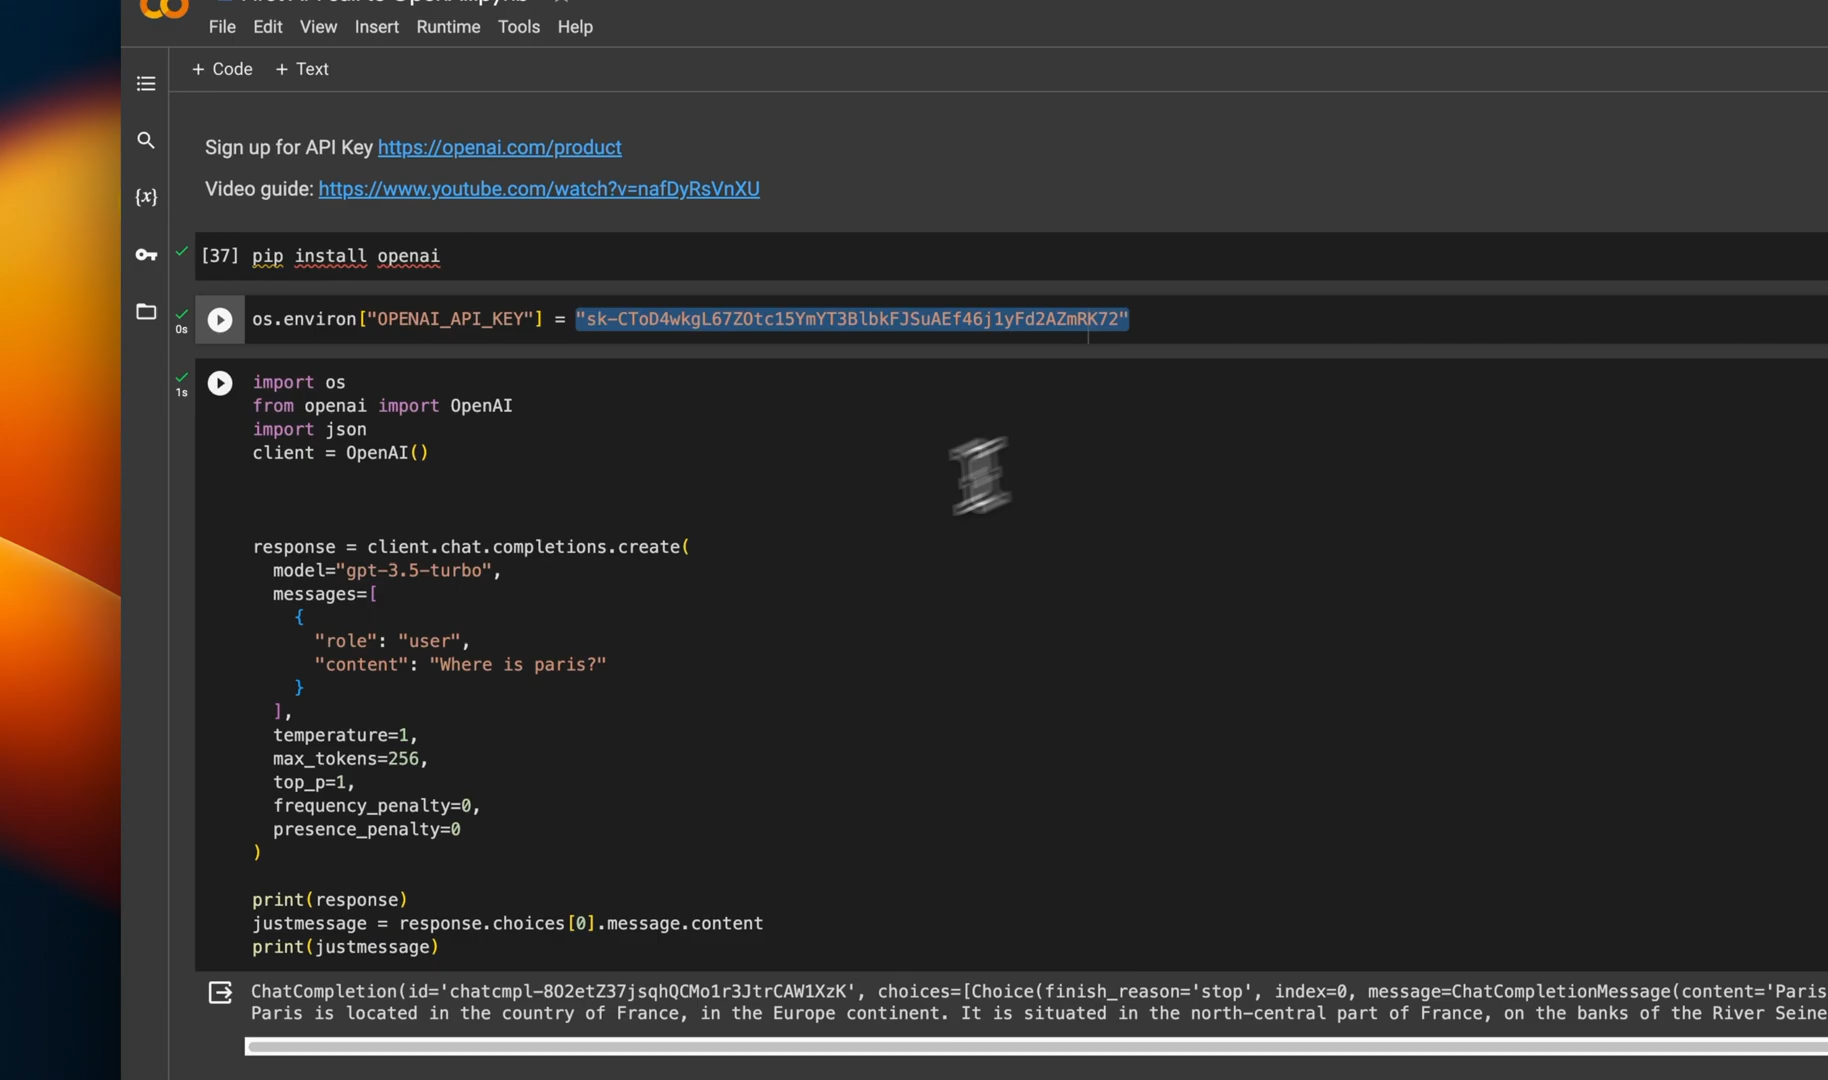 File Edit View Insert Runtime Tools Help
+ Code + Text
Sign up for API Key https://openai.com/product
Video guide: https://www.youtube.com/watch?v=nafDyRsVnXU
{x}
[37] pip install openai
0s
os.environ["OPENAI_API_KEY"] = "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"
1s
import os
from openai import OpenAI
import json
client = OpenAI()
response = client.chat.completions.create(
model="gpt-3.5-turbo",
messages=[
{
"role": "user",
"content": "Where is paris?"
}
],
temperature=1,
max_tokens=256,
top_p=1,
frequency_penalty=0,
presence_penalty=0
)
print(response)
justmessage = response.choices[0].message.content
print(justmessage)
ChatCompletion(id='chatcmpl-8O2etZ37jsqhQCMo1r3JtrCAW1XzK', choices=[Choice(finish_reason='stop', index=0, message=ChatCompletionMessage(content='Paris
Paris is located in the country of France, in the Europe continent. It is situated in the north-central part of France, on the banks of the River Seine